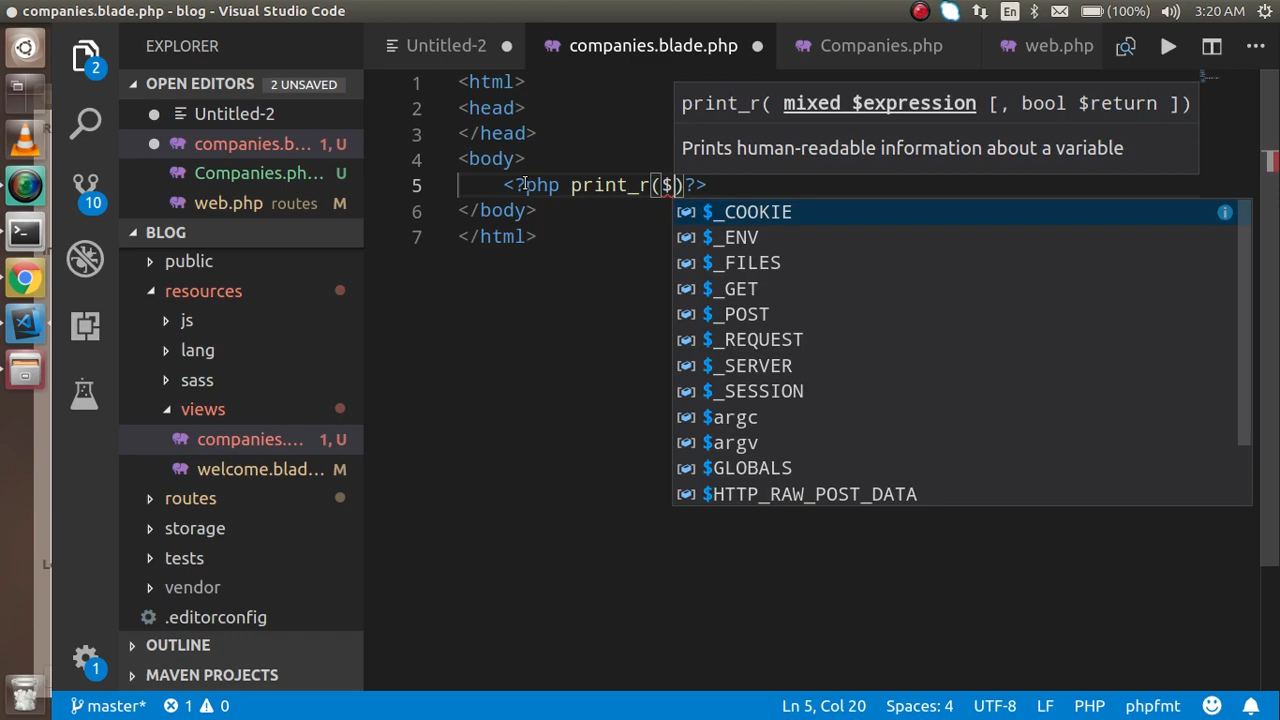 companies.blade.php - blog - Visual Studio Code
En
(100%)
3:20 AM
2
10
1
EXPLORER
OPEN EDITORS 2 UNSAVED
Untitled-2
companies.b... 1, U
Companies.ph... U
web.php routes M
BLOG
public
resources
js
lang
sass
views
companies.... 1, U
welcome.blad... M
routes
storage
tests
vendor
.editorconfig
OUTLINE
MAVEN PROJECTS
Untitled-2
companies.blade.php
Companies.php
web.php
1 <html>
2 <head>
3 </head>
4 <body>
5 <?php print_r($)?>
6 </body>
7 </html>
print_r( mixed $expression [, bool $return ])
Prints human-readable information about a variable
$_COOKIE
$_ENV
$_FILES
$_GET
$_POST
$_REQUEST
$_SERVER
$_SESSION
$argc
$argv
$GLOBALS
$HTTP_RAW_POST_DATA
master* 1 0
Ln 5, Col 20 Spaces: 4 UTF-8 LF PHP phpfmt